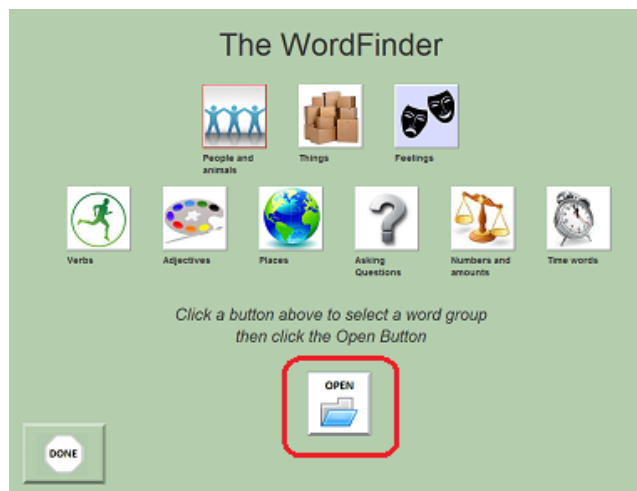 The WordFinder
People and
animals
Things
Feelings
Verbs
Adjectives
Places
Asking
Questions
Numbers and
amounts
Time words
Click a button above to select a word group
then click the Open Button
OPEN
DONE